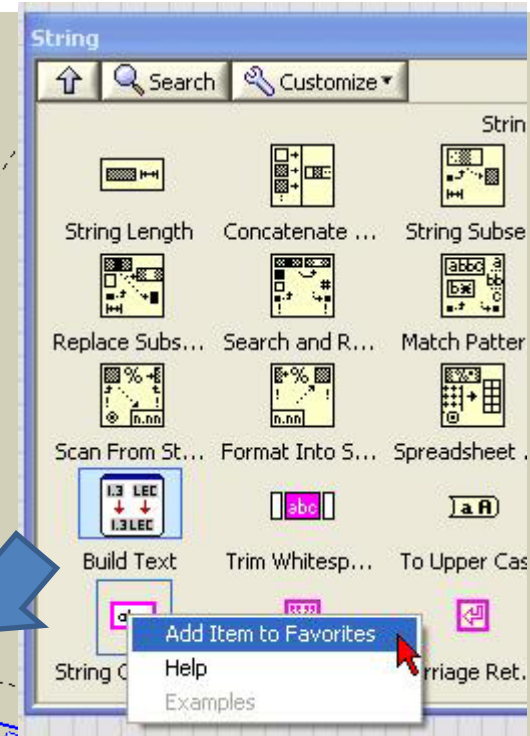 String
Search Customize
Strin
String Length Concatenate ... String Subse
Replace Subs... Search and R... Match Patter
Scan From St... Format Into S... Spreadsheet .
Build Text Trim Whitesp... To Upper Cas
Add Item to Favorites
String C
Help
rriage Ret.
Examples